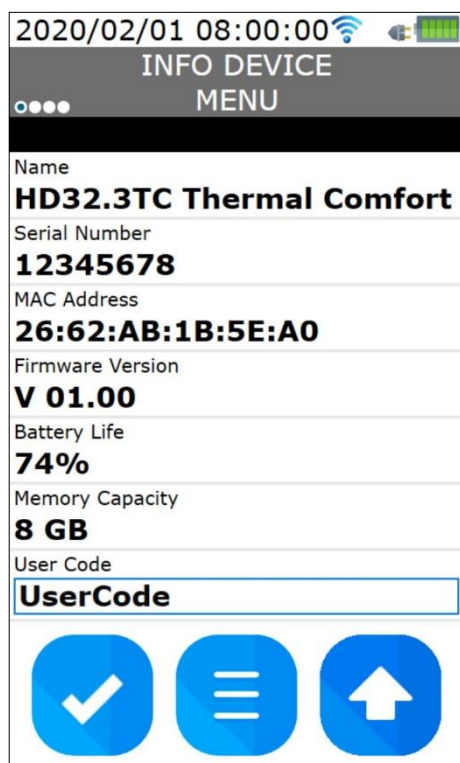 2020/02/01 08:00:00
INFO DEVICE
MENU
Name
HD32.3TC Thermal Comfort
Serial Number
12345678
MAC Address
26:62:AB:1B:5E:A0
Firmware Version
V 01.00
Battery Life
74%
Memory Capacity
8 GB
User Code
UserCode